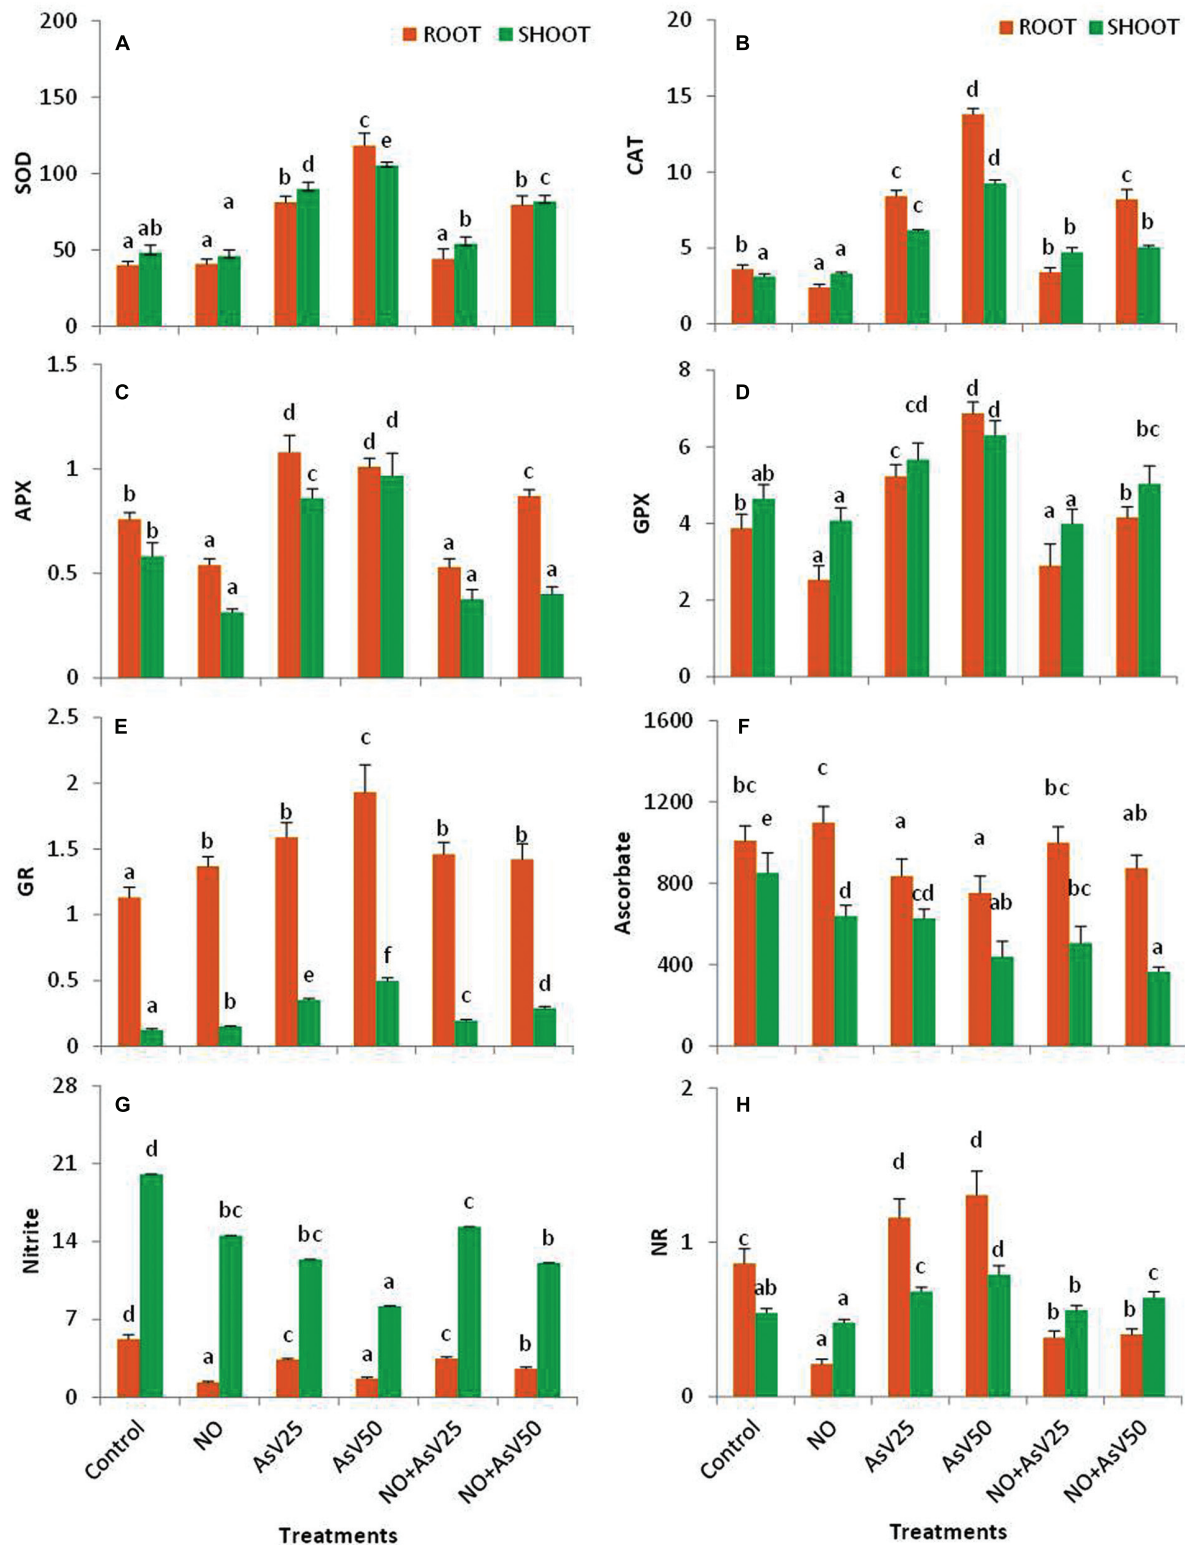 A
ROOT SHOOT
SOD
200
150
100
50
0
a ab a a b d c e a b b c
B
ROOT SHOOT
CAT
20
15
10
5
0
b a a a c c d d b b c b
C
APX
1.5
1
0.5
0
b b a a d c d d a a c a
D
GPX
8
6
4
2
0
b ab a a c cd d d a a b bc
E
GR
2.5
2
1.5
1
0.5
0
a a b b b e c f b c b d
F
Ascorbate
1600
1200
800
400
0
bc e c d a cd a ab bc bc ab a
G
Nitrite
28
21
14
7
0
d d a bc c bc a a c c b b
Control NO AsV25 AsV50 NO+AsV25 NO+AsV50
Treatments
H
NR
2
1
0
c ab a a d c d d b b b c
Control NO AsV25 AsV50 NO+AsV25 NO+AsV50
Treatments